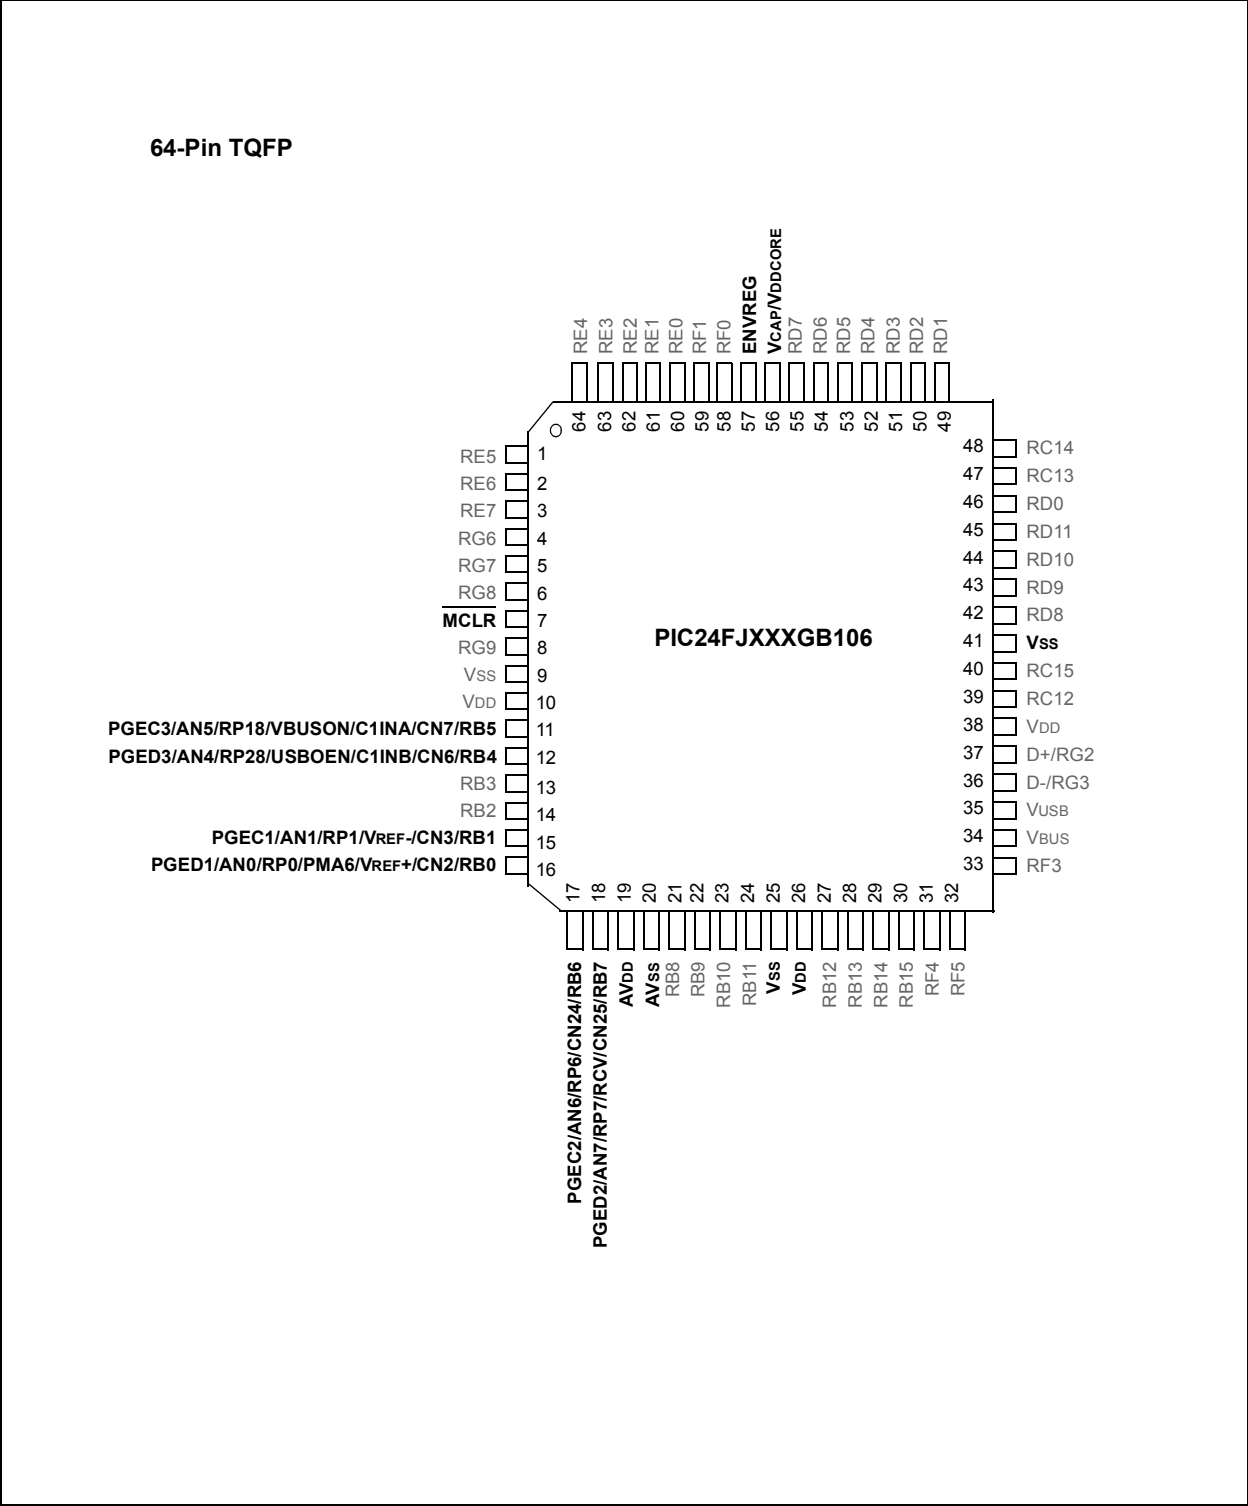 64-Pin TQFP
RE4
RE3
RE2
RE1
RE0
RF1
RF0
ENVREG
VCAP/VDDCORE
RD7
RD6
RD5
RD4
RD3
RD2
RD1
64
63
62
61
60
59
58
57
56
55
54
53
52
51
50
49
RE5 1
RE6 2
RE7 3
RG6 4
RG7 5
RG8 6
MCLR 7
RG9 8
VSS 9
VDD 10
PGEC3/AN5/RP18/VBUSON/C1INA/CN7/RB5 11
PGED3/AN4/RP28/USBOEN/C1INB/CN6/RB4 12
RB3 13
RB2 14
PGEC1/AN1/RP1/VREF-/CN3/RB1 15
PGED1/AN0/RP0/PMA6/VREF+/CN2/RB0 16
PIC24FJXXXGB106
48 RC14
47 RC13
46 RD0
45 RD11
44 RD10
43 RD9
42 RD8
41 VSS
40 RC15
39 RC12
38 VDD
37 D+/RG2
36 D-/RG3
35 VUSB
34 VBUS
33 RF3
17
18
19
20
21
22
23
24
25
26
27
28
29
30
31
32
PGEC2/AN6/RP6/CN24/RB6
PGED2/AN7/RP7/RCV/CN25/RB7
AVDD
AVSS
RB8
RB9
RB10
RB11
VSS
VDD
RB12
RB13
RB14
RB15
RF4
RF5